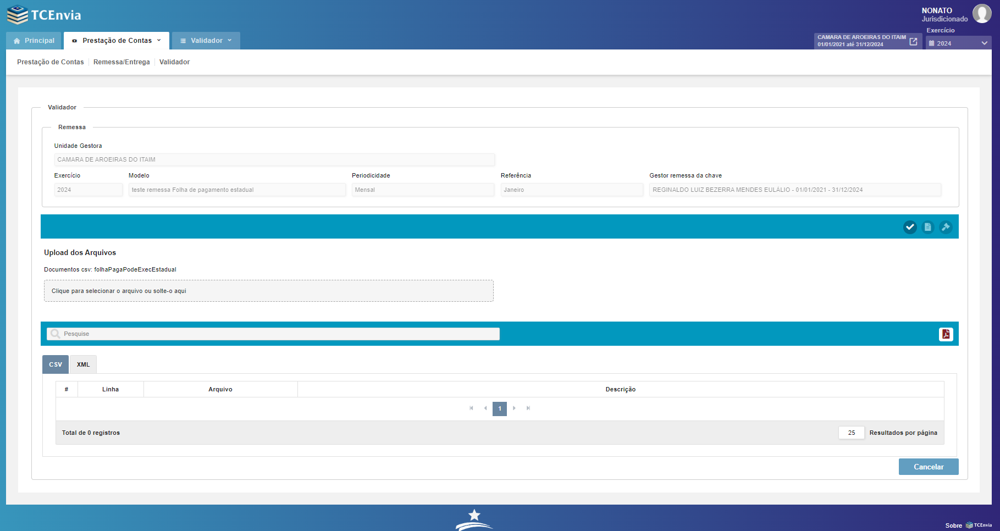 TCEnvia
NONATO
Jurisdicionado
Principal
Prestação de Contas
Validador
CAMARA DE AROEIRAS DO ITAIM
01/01/2021 até 31/12/2024
Exercício
2024
Prestação de Contas
Remessa/Entrega
Validador
Validador
Remessa
Unidade Gestora
CAMARA DE AROEIRAS DO ITAIM
Exercício
Modelo
Periodicidade
Referência
Gestor remessa da chave
2024
teste remessa Folha de pagamento estadual
Mensal
Janeiro
REGINALDO LUIZ BEZERRA MENDES EULÁLIO - 01/01/2021 - 31/12/2024
Upload dos Arquivos
Documentos csv: folhaPagaPodeExecEstadual
Clique para selecionar o arquivo ou solte-o aqui
Pesquise
CSV
XML
#
Linha
Arquivo
Descrição
1
Total de 0 registros
25
Resultados por página
Cancelar
Sobre
TCEnvia